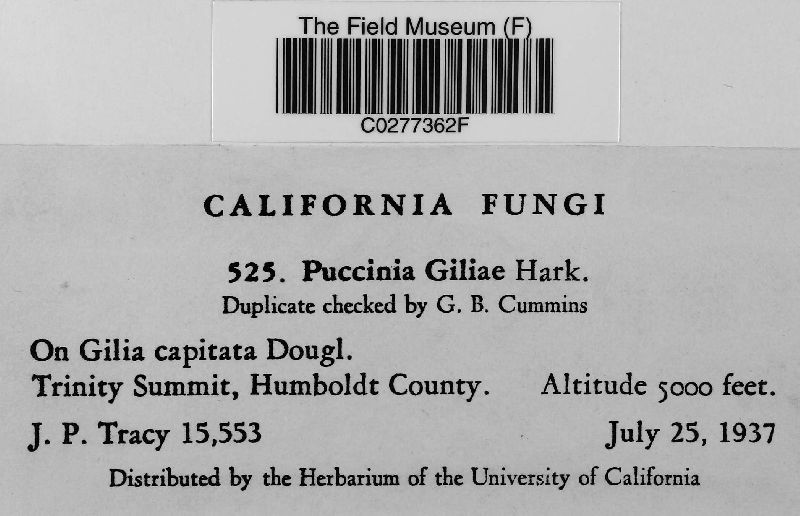 The Field Museum (F)
C0277362F
CALIFORNIA FUNGI
525. Puccinia Giliae Hark.
Duplicate checked by G. B. Cummins
On Gilia capitata Dougl.
Trinity Summit, Humboldt County. Altitude 5000 feet.
J. P. Tracy 15,553 July 25, 1937
Distributed by the Herbarium of the University of California